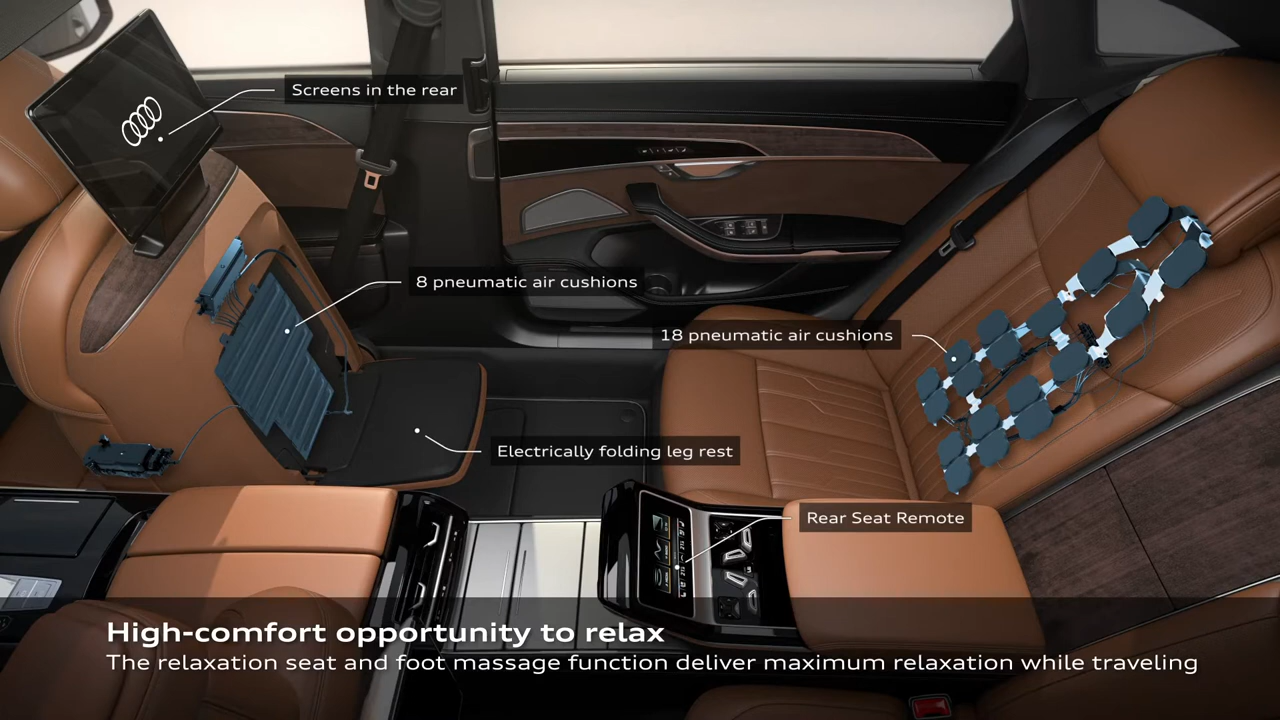 Screens in the rear
8 pneumatic air cushions
18 pneumatic air cushions
Electrically folding leg rest
Rear Seat Remote
High-comfort opportunity to relax
The relaxation seat and foot massage function deliver maximum relaxation while traveling